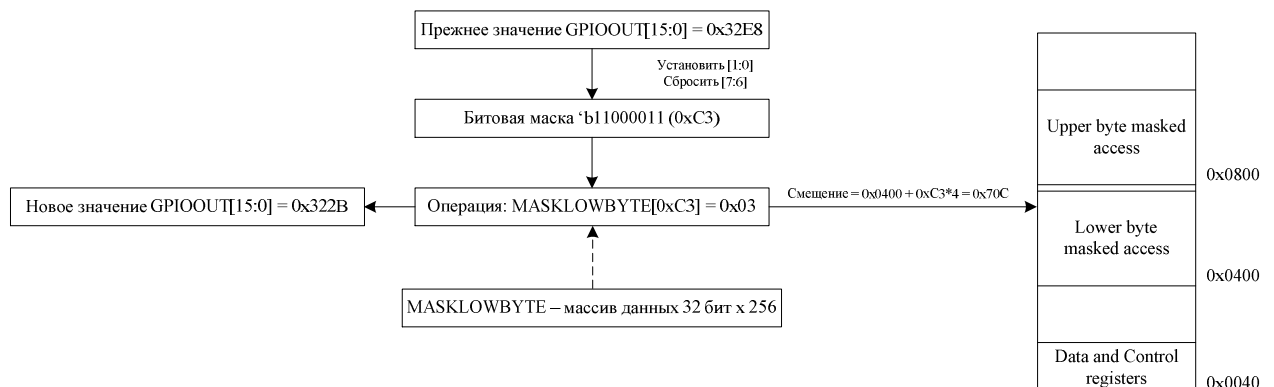 Прежнее значение GPIOOUT[15:0] = 0x32E8
Установить [1:0]
Сбросить [7:6]
Битовая маска ‘b11000011 (0xC3)
Upper byte masked
access
0x0800
Новое значение GPIOOUT[15:0] = 0x322B
Операция: MASKLOWBYTE[0xC3] = 0x03
Смещение = 0x0400 + 0xC3*4 = 0x70C
Lower byte
masked access
0x0400
MASKLOWBYTE – массив данных 32 бит x 256
Data and Control
registers
0x0040